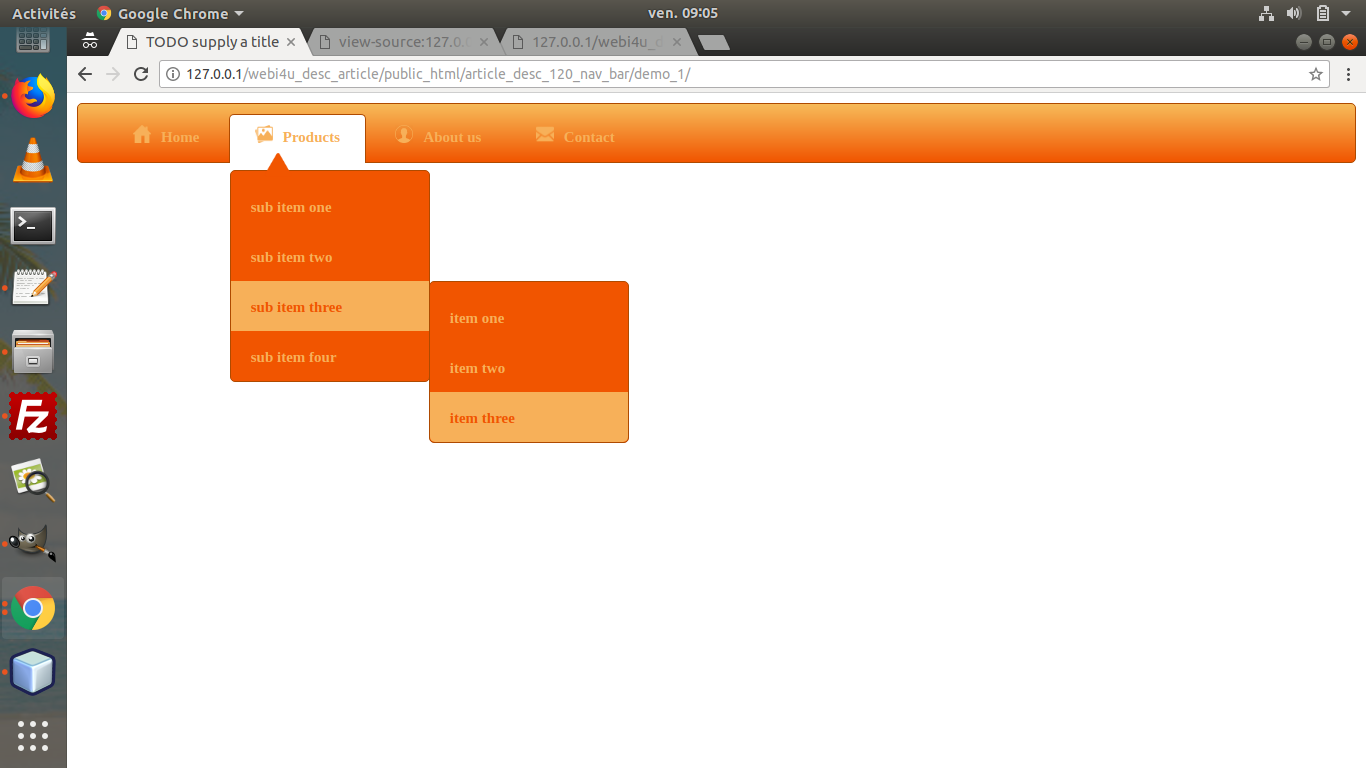 Activités Google Chrome ven. 09:05
TODO supply a title view-source:127.0.0 127.0.0.1/webi4u_d
127.0.0.1/webi4u_desc_article/public_html/article_desc_120_nav_bar/demo_1/
Home Products About us Contact
sub item one
sub item two
sub item three
sub item four
item one
item two
item three
Fz